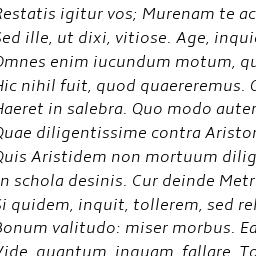 Restatis igitur vos; Murenam te ac
Sed ille, ut dixi, vitiose. Age, inqui
Omnes enim iucundum motum, qu
Hic nihil fuit, quod quaereremus. C
Haeret in salebra. Quo modo auter
Quae diligentissime contra Aristor
Quis Aristidem non mortuum dilig
In schola desinis. Cur deinde Metr
Si quidem, inquit, tollerem, sed rel
Bonum valitudo: miser morbus. Ea
Vide, quantum, inquam, fallare, To